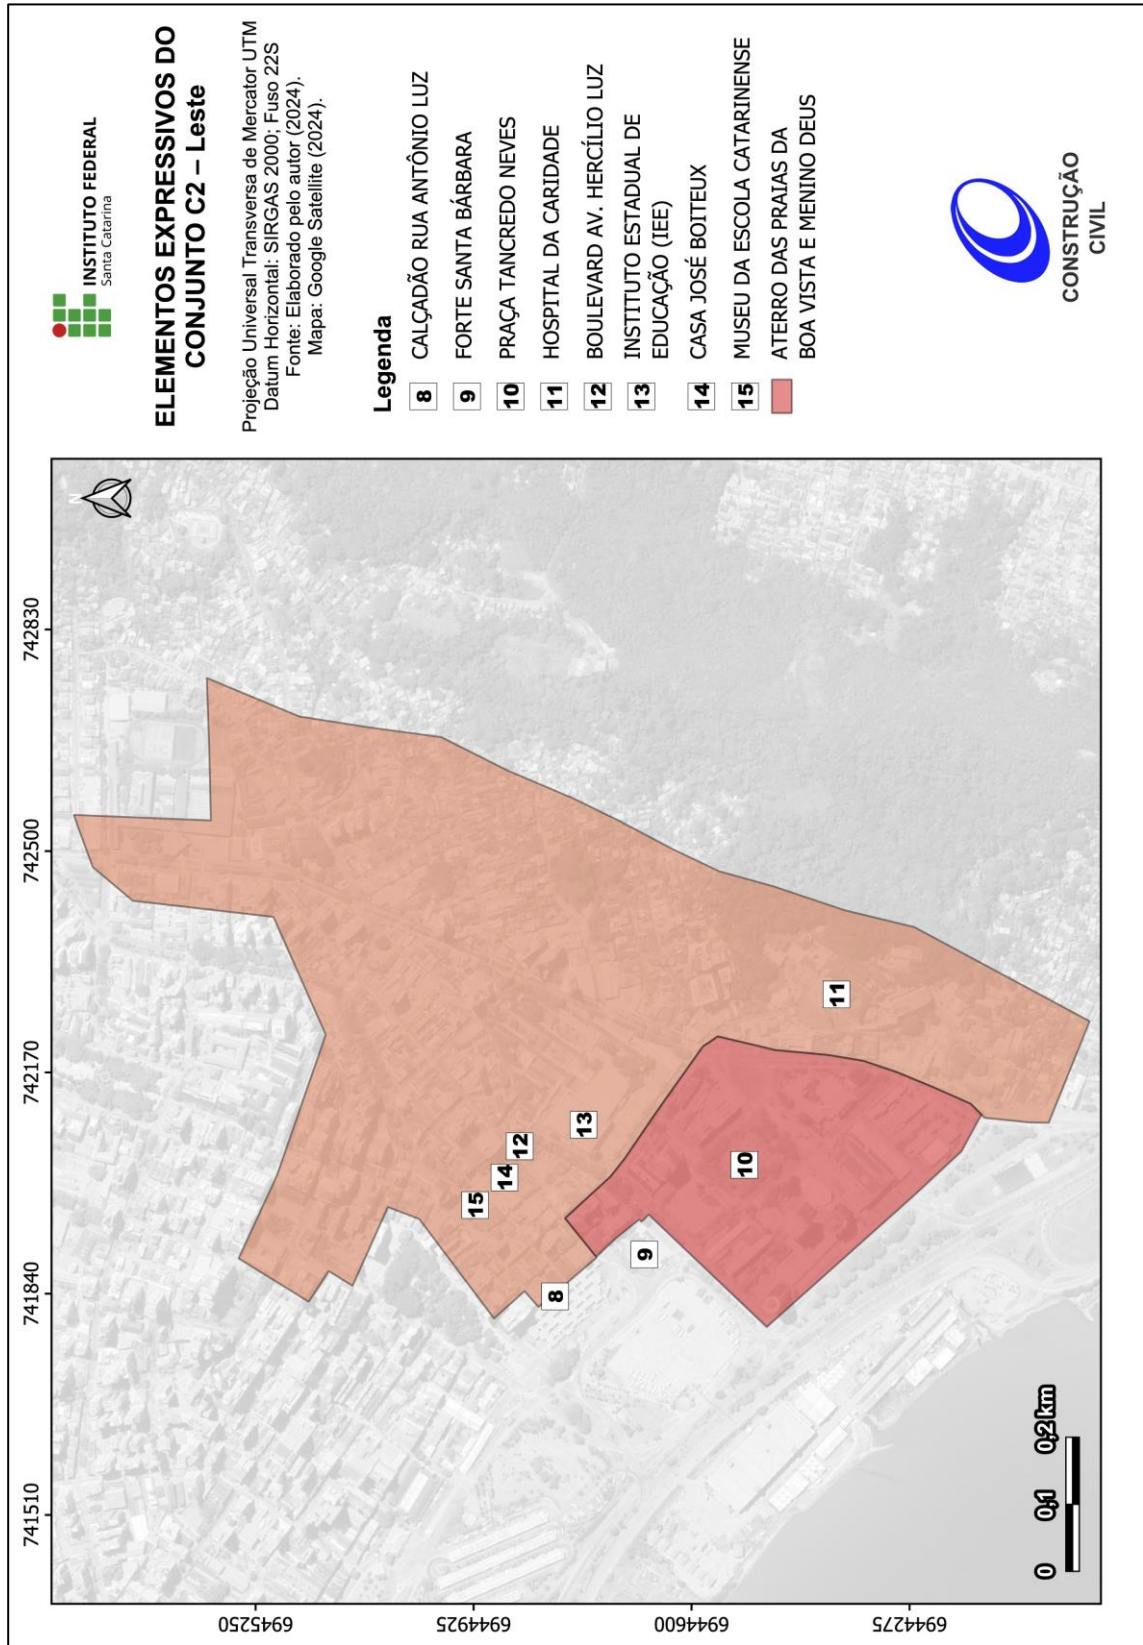 INSTITUTO FEDERAL
Santa Catarina
ELEMENTOS EXPRESSIVOS DO
CONJUNTO C2 – Leste
Projeção Universal Transversa de Mercator UTM
Datum Horizontal: SIRGAS 2000; Fuso 22S
Fonte: Elaborado pelo autor (2024).
Mapa: Google Satellite (2024).
Legenda
8 CALÇADÃO RUA ANTÔNIO LUZ
9 FORTE SANTA BÁRBARA
10 PRAÇA TANCREDO NEVES
11 HOSPITAL DA CARIDADE
12 BOULEVARD AV. HERCÍLIO LUZ
13 INSTITUTO ESTADUAL DE
EDUCAÇÃO (IEE)
14 CASA JOSÉ BOITEUX
15 MUSEU DA ESCOLA CATARINENSE
ATERRO DAS PRAIAS DA
BOA VISTA E MENINO DEUS
CONSTRUÇÃO
CIVIL
741510
741840
742170
742500
742830
N
6945250
6944925
6944600
6944275
15
14
12
13
8
9
10
11
0 0,1 0,2 km